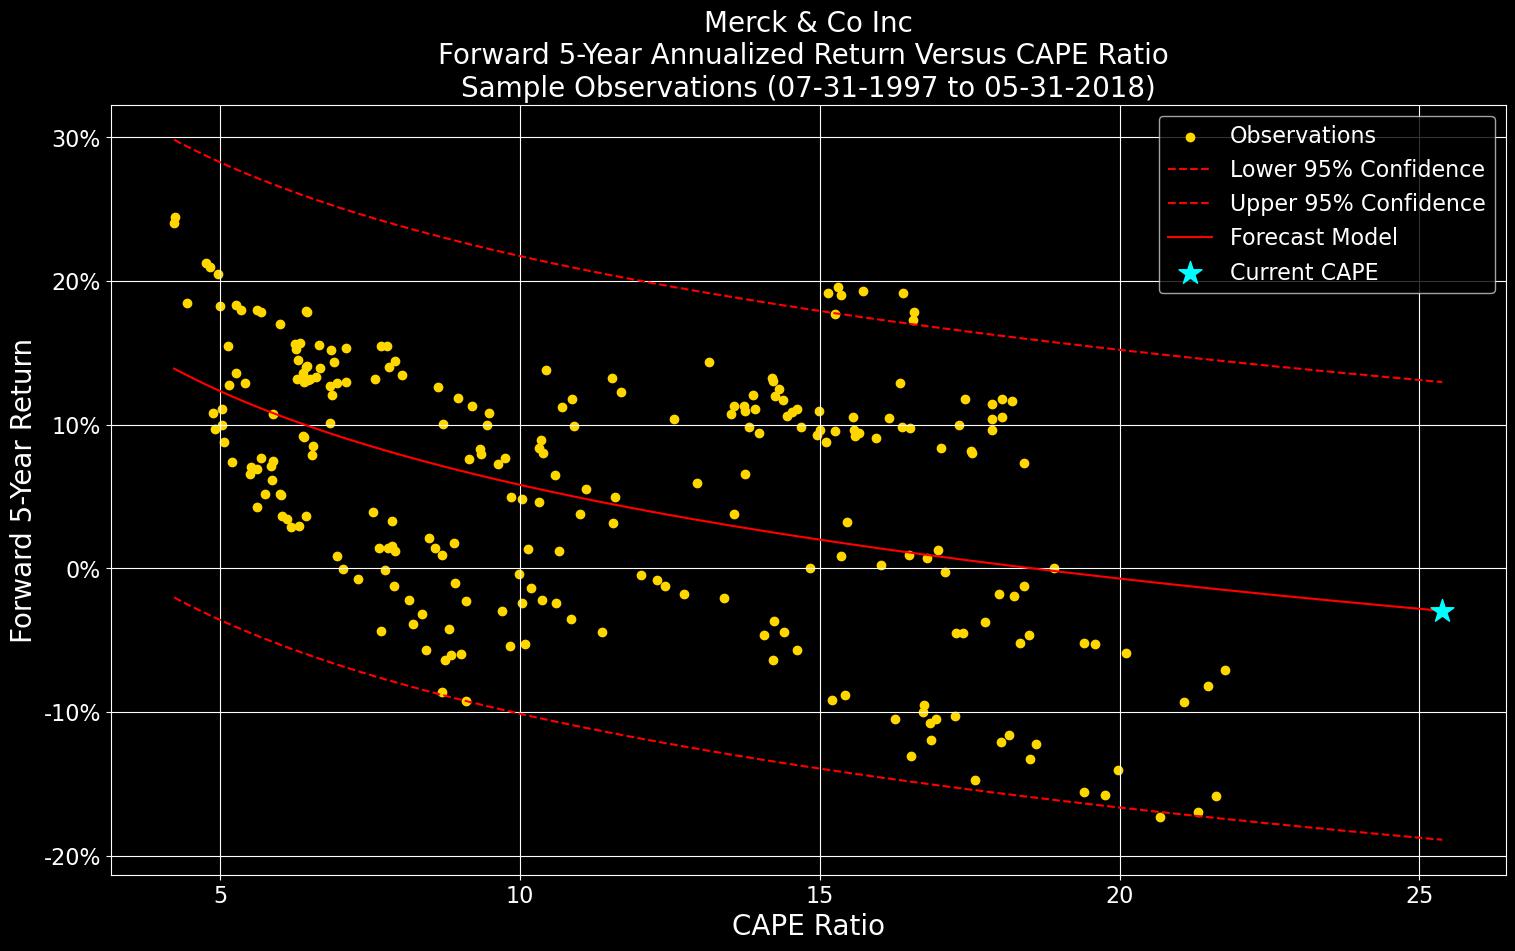 Merck & Co Inc
Forward 5-Year Annualized Return Versus CAPE Ratio
Sample Observations (07-31-1997 to 05-31-2018)
Observations
Lower 95% Confidence
Upper 95% Confidence
Forecast Model
Current CAPE
Forward 5-Year Return
30%
20%
10%
0%
-10%
-20%
5 10 15 20 25
CAPE Ratio